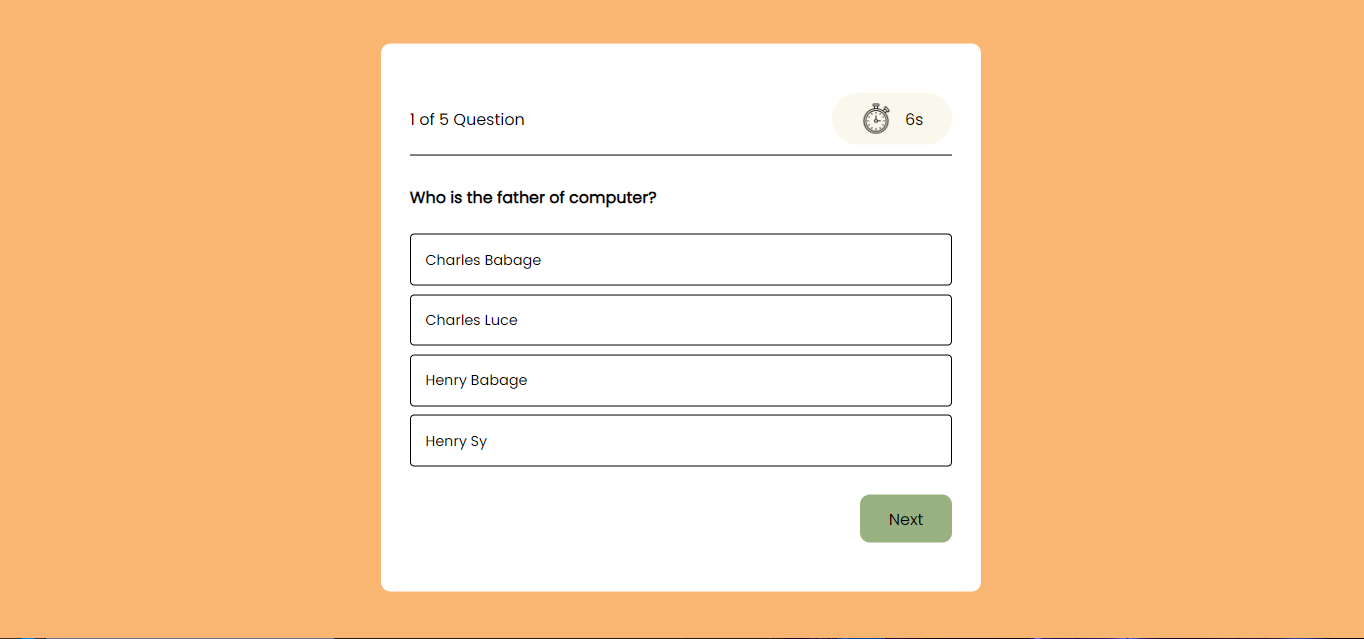 1 of 5 Question
6s
Who is the father of computer?
Charles Babage
Charles Luce
Henry Babage
Henry Sy
Next